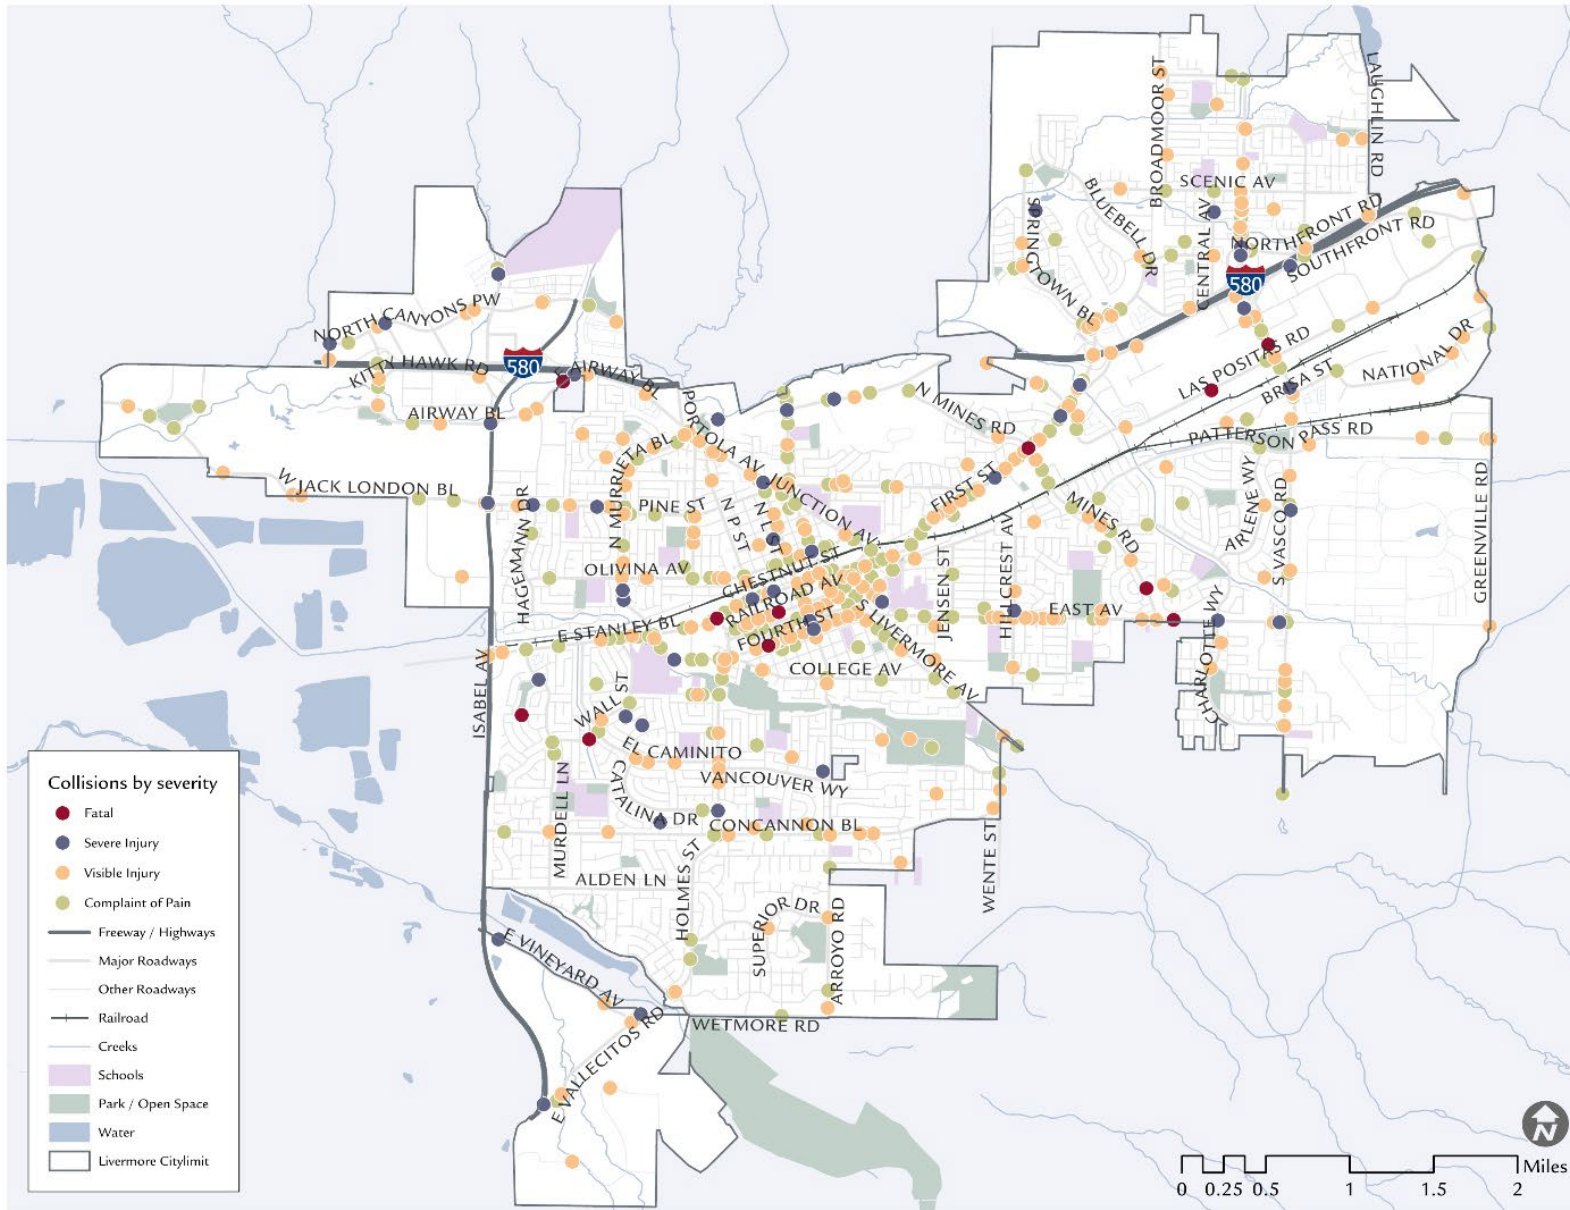 LAUGHLIN RD
BROADMOOR ST
SCENIC AV
BLUEBELL DR
SPRINGTOWN BL
CENTRAL AV
NORTHFRONT RD
SOUTHFRONT RD
580
NORTH CANYONS PW
KITTY HAWK RD
580
E AIRWAY BL
AIRWAY BL
LAS POSITAS RD
BRISA ST
NATIONAL DR
N MINES RD
PATTERSON PASS RD
PORTOLA AV
N MURRIETA BL
W JACK LONDON BL
PINE ST
N P ST
N L ST
JUNCTION AV
FIRST ST
MINES RD
ARLENE WY
S VASCO RD
GREENVILLE RD
HAGEMANN DR
OLIVINA AV
CHESTNUT ST
RAILROAD AV
FOURTH ST
S LIVERMORE AV
JENSEN ST
HILLCREST AV
EAST AV
CHARLOTTE WY
E STANLEY BL
COLLEGE AV
ISABEL AV
WALL ST
EL CAMINITO
VANCOUVER WY
CATALINA DR
CONCANNON BL
MURDELL LN
ALDEN LN
HOLMES ST
SUPERIOR DR
ARROYO RD
WENTE ST
E VINEYARD AV
E VALLECITOS RD
WETMORE RD
Collisions by severity
Fatal
Severe Injury
Visible Injury
Complaint of Pain
Freeway / Highways
Major Roadways
Other Roadways
Railroad
Creeks
Schools
Park / Open Space
Water
Livermore Citylimit
N
Miles
0 0.25 0.5 1 1.5 2